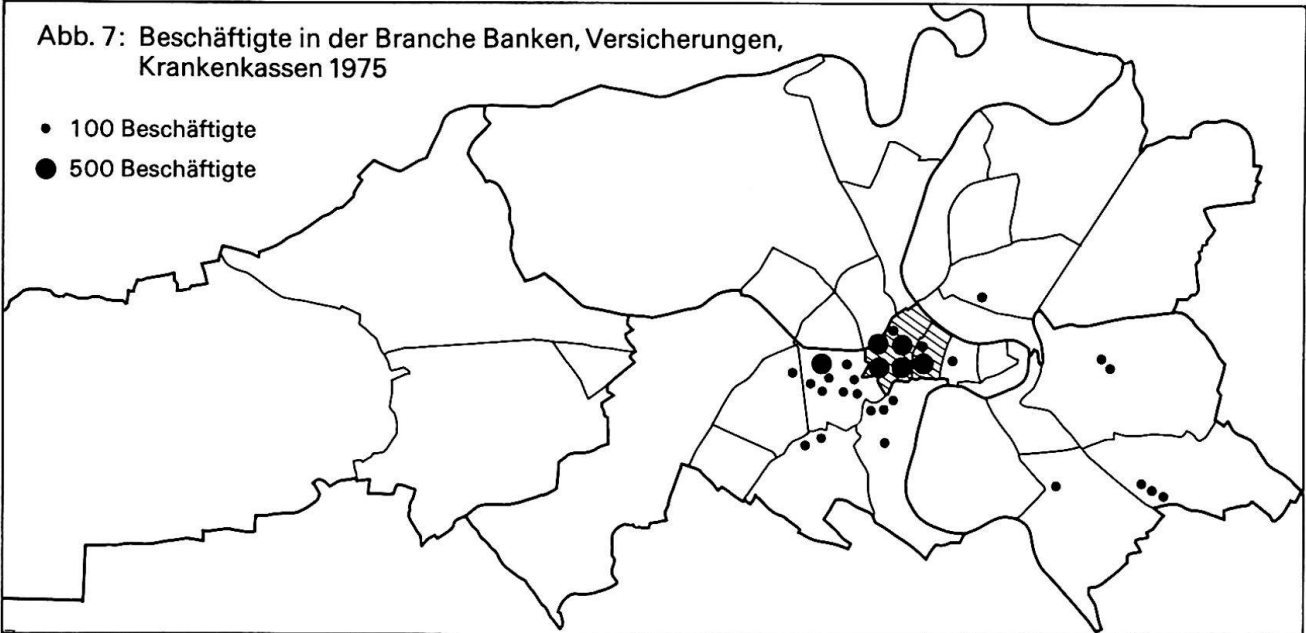 Abb. 7: Beschäftigte in der Branche Banken, Versicherungen,
Krankenkassen 1975
100 Beschäftigte
500 Beschäftigte